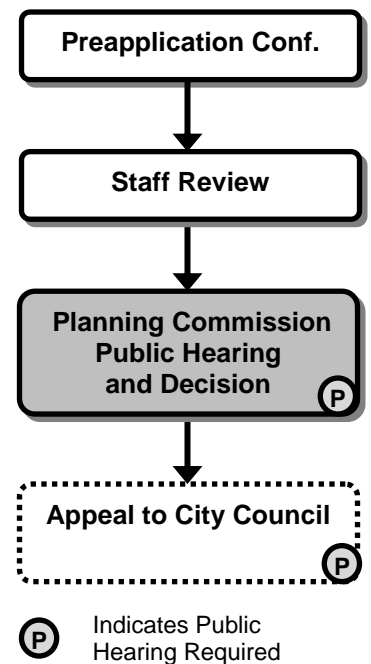 Preapplication Conf.
Staff Review
Planning Commission
Public Hearing
and Decision
P
Appeal to City Council
P
P
Indicates Public
Hearing Required